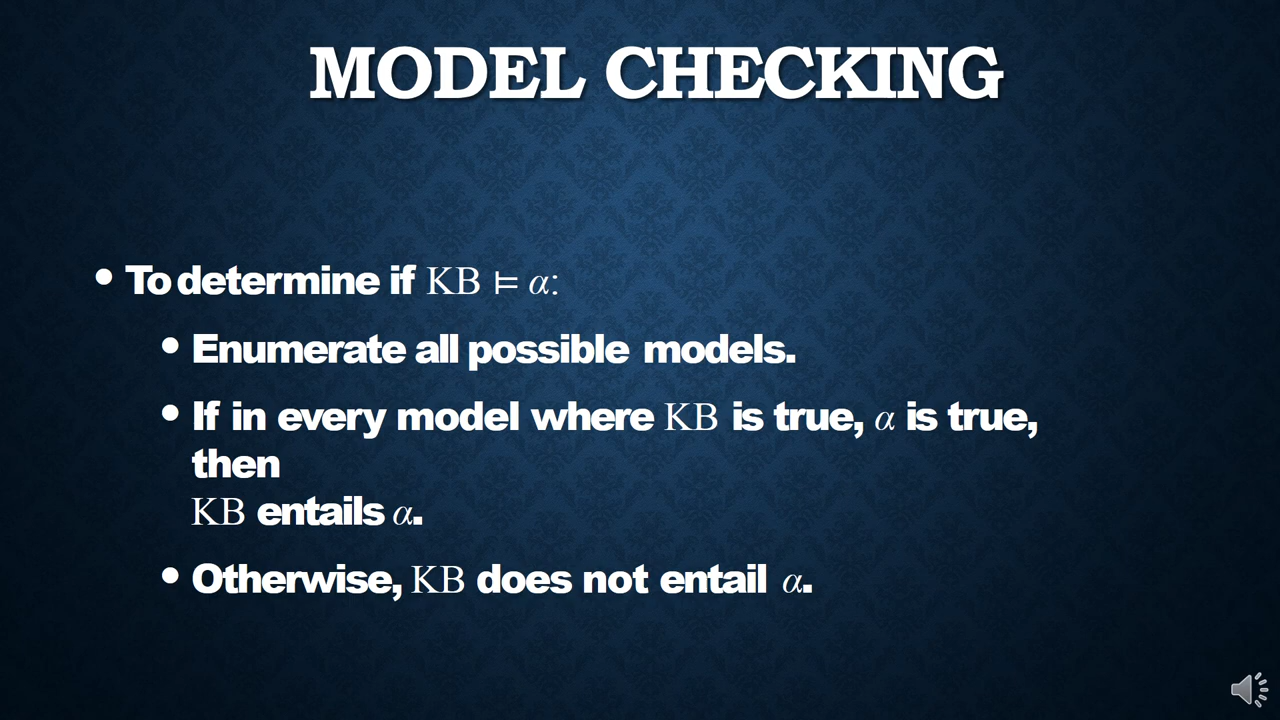 MODEL CHECKING
• To determine if KB ⊨ α:
• Enumerate all possible models.
• If in every model where KB is true, α is true,
then
KB entails α.
• Otherwise, KB does not entail α.